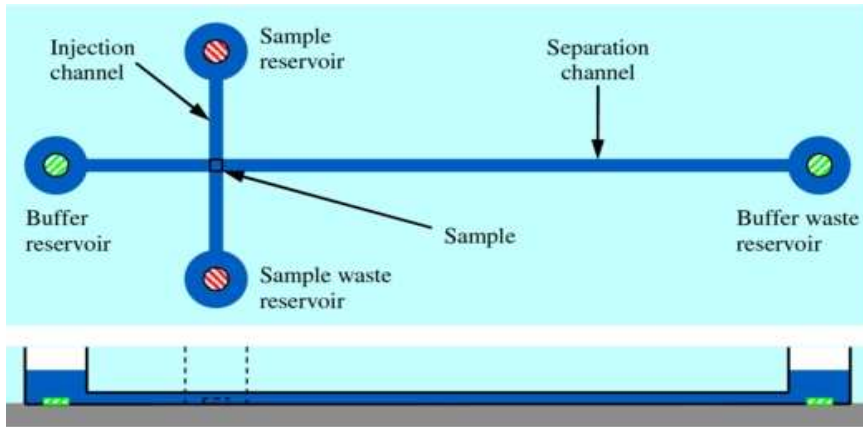 Injection
channel
Sample
reservoir
Separation
channel
Buffer
reservoir
Sample
Buffer waste
reservoir
Sample waste
reservoir